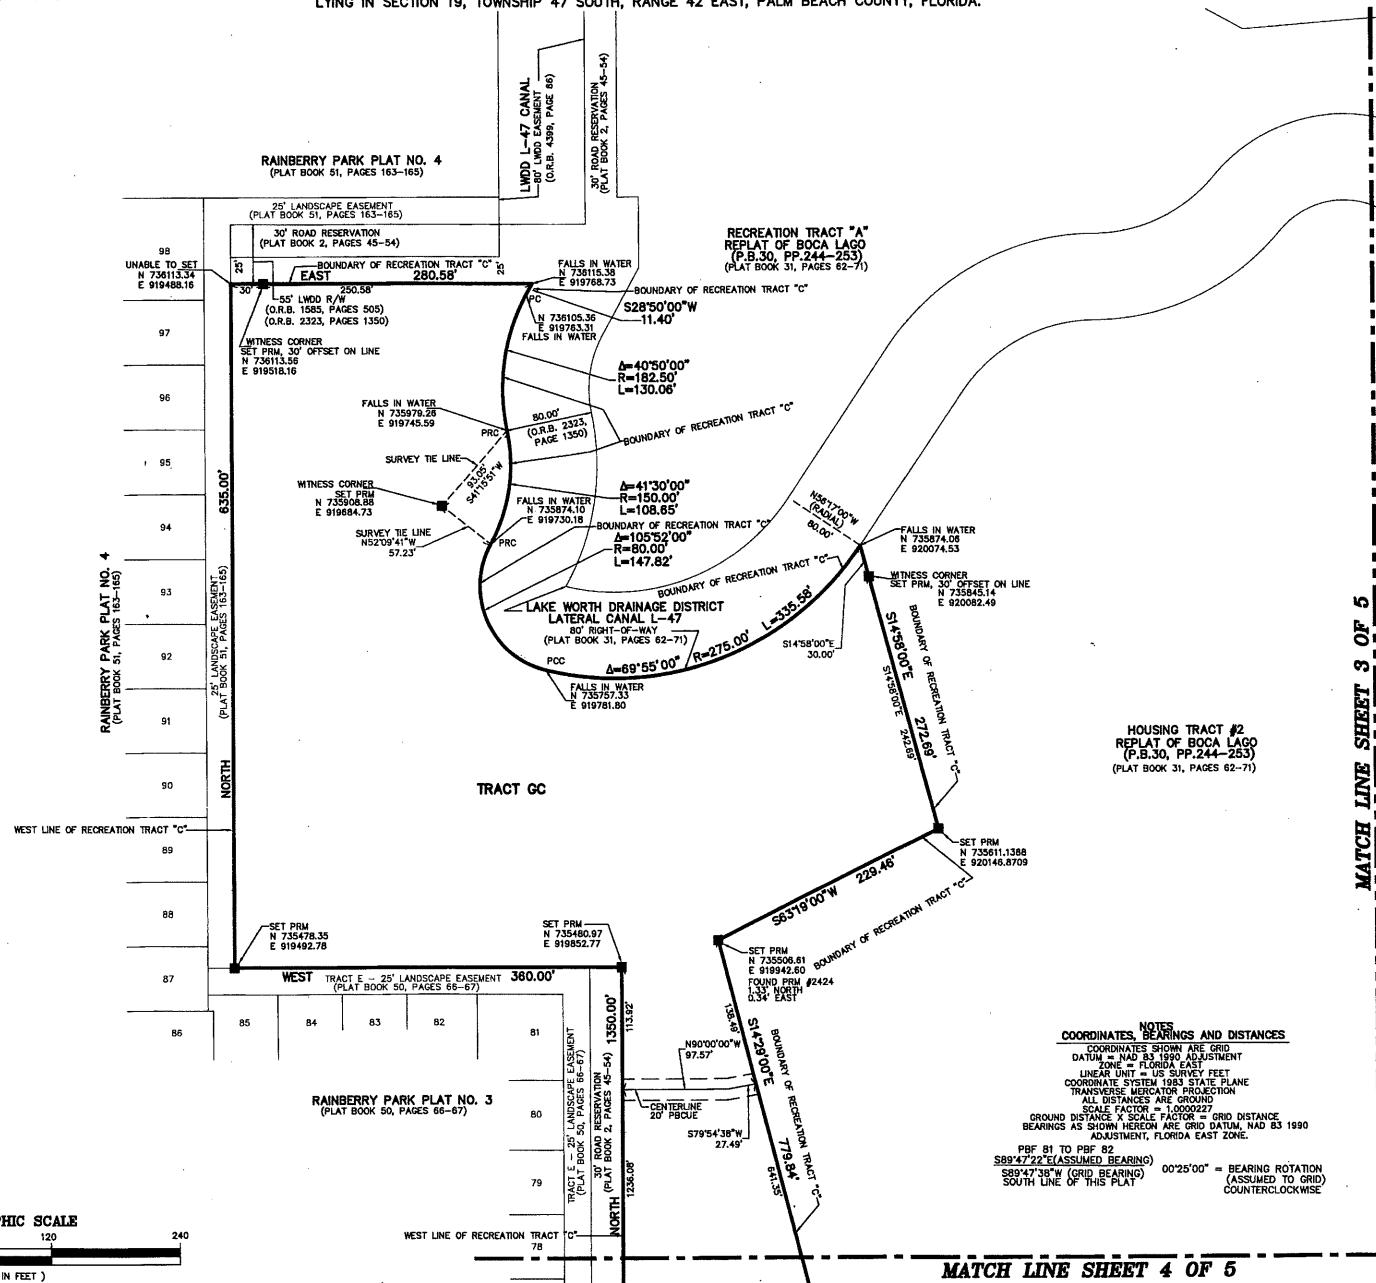 LYING IN SECTION 19, TOWNSHIP 47 SOUTH, RANGE 42 EAST, PALM BEACH COUNTY, FLORIDA.
LWDD L-47 CANAL
80' LWDD EASEMENT
(O.R.B. 4399, PAGE 86)
30' ROAD RESERVATION
(PLAT BOOK 2, PAGES 45-54)
RAINBERRY PARK PLAT NO. 4
(PLAT BOOK 51, PAGES 163-165)
25' LANDSCAPE EASEMENT
(PLAT BOOK 51, PAGES 163-165)
30' ROAD RESERVATION
(PLAT BOOK 2, PAGES 45-54)
RECREATION TRACT "A"
REPLAT OF BOCA LAGO
(P.B.30, PP.244-253)
(PLAT BOOK 31, PAGES 62-71)
98
UNABLE TO SET
N 736113.34
E 919488.16
25'
BOUNDARY OF RECREATION TRACT "C"
25'
EAST 280.58'
30' 250.58'
FALLS IN WATER
N 736115.38
E 919768.73
BOUNDARY OF RECREATION TRACT "C"
55' LWDD R/W
(O.R.B. 1585, PAGES 505)
(O.R.B. 2323, PAGES 1350)
PC
N 736105.36
E 919763.31
FALLS IN WATER
S28°50'00"W
11.40'
97
WITNESS CORNER
SET PRM, 30' OFFSET ON LINE
N 736113.56
E 919518.16
Δ=40°50'00"
R=182.50'
L=130.06'
96
FALLS IN WATER
N 735979.26
E 919745.59
PRC
80.00'
(O.R.B. 2323,
PAGE 1350)
BOUNDARY OF RECREATION TRACT "C"
95
SURVEY TIE LINE
93.05'
S41°15'51"W
635.00'
WITNESS CORNER
SET PRM
N 735908.88
E 919684.73
Δ=41°30'00"
R=150.00'
L=108.65'
FALLS IN WATER
N 735874.10
E 919730.18
N56°17'00"W
(RADIAL)
80.00'
94
SURVEY TIE LINE
N52°09'41"W
57.23'
PRC
BOUNDARY OF RECREATION TRACT "C"
Δ=105°52'00"
R=80.00'
L=147.82'
FALLS IN WATER
N 735874.06
E 920074.53
RAINBERRY PARK PLAT NO. 4
(PLAT BOOK 51, PAGES 163-165)
93
25' LANDSCAPE EASEMENT
(PLAT BOOK 51, PAGES 163-165)
BOUNDARY OF RECREATION TRACT "C"
WITNESS CORNER
SET PRM, 30' OFFSET ON LINE
N 735845.14
E 920082.49
LAKE WORTH DRAINAGE DISTRICT
LATERAL CANAL L-47
80' RIGHT-OF-WAY
(PLAT BOOK 31, PAGES 62-71)
S14°58'00"E
30.00'
92
PCC
Δ=69°55'00" R=275.00' L=335.58'
FALLS IN WATER
N 735757.33
E 919781.80
S14°58'00"E 272.69'
S14°58'00"E 242.69'
BOUNDARY OF RECREATION TRACT "C"
91
HOUSING TRACT #2
REPLAT OF BOCA LAGO
(P.B.30, PP.244-253)
(PLAT BOOK 31, PAGES 62-71)
MATCH LINE SHEET 3 OF 5
90
NORTH
TRACT GC
WEST LINE OF RECREATION TRACT "C"
89
SET PRM
N 735611.1388
E 920146.8709
S63°19'00"W 229.46'
BOUNDARY OF RECREATION TRACT "C"
88
SET PRM
N 735478.35
E 919492.78
SET PRM
N 735480.97
E 919852.77
SET PRM
N 735506.61
E 919942.60
FOUND PRM #2424
1.33' NORTH
0.34' EAST
87
WEST TRACT E - 25' LANDSCAPE EASEMENT 360.00'
(PLAT BOOK 50, PAGES 66-67)
86
85
84
83
82
81
TRACT E - 25' LANDSCAPE EASEMENT
(PLAT BOOK 50, PAGES 66-67)
30' ROAD RESERVATION
(PLAT BOOK 2, PAGES 45-54)
NORTH 1350.00'
113.92'
1236.08'
138.49'
S14°29'00"E 779.84'
641.35'
BOUNDARY OF RECREATION TRACT "C"
N90°00'00"W
97.57'
CENTERLINE
20' PBCUE
S79°54'38"W
27.49'
RAINBERRY PARK PLAT NO. 3
(PLAT BOOK 50, PAGES 66-67)
80
79
WEST LINE OF RECREATION TRACT "C"
78
NOTES
COORDINATES, BEARINGS AND DISTANCES
COORDINATES SHOWN ARE GRID
DATUM = NAD 83 1990 ADJUSTMENT
ZONE = FLORIDA EAST
LINEAR UNIT = US SURVEY FEET
COORDINATE SYSTEM 1983 STATE PLANE
TRANSVERSE MERCATOR PROJECTION
ALL DISTANCES ARE GROUND
SCALE FACTOR = 1.0000227
GROUND DISTANCE X SCALE FACTOR = GRID DISTANCE
BEARINGS AS SHOWN HEREON ARE GRID DATUM, NAD 83 1990
ADJUSTMENT, FLORIDA EAST ZONE.
PBF 81 TO PBF 82
S89°47'22"E(ASSUMED BEARING)
S89°47'38"W (GRID BEARING)
SOUTH LINE OF THIS PLAT
00°25'00" = BEARING ROTATION
(ASSUMED TO GRID)
COUNTERCLOCKWISE
HIC SCALE
120 240
IN FEET )
MATCH LINE SHEET 4 OF 5